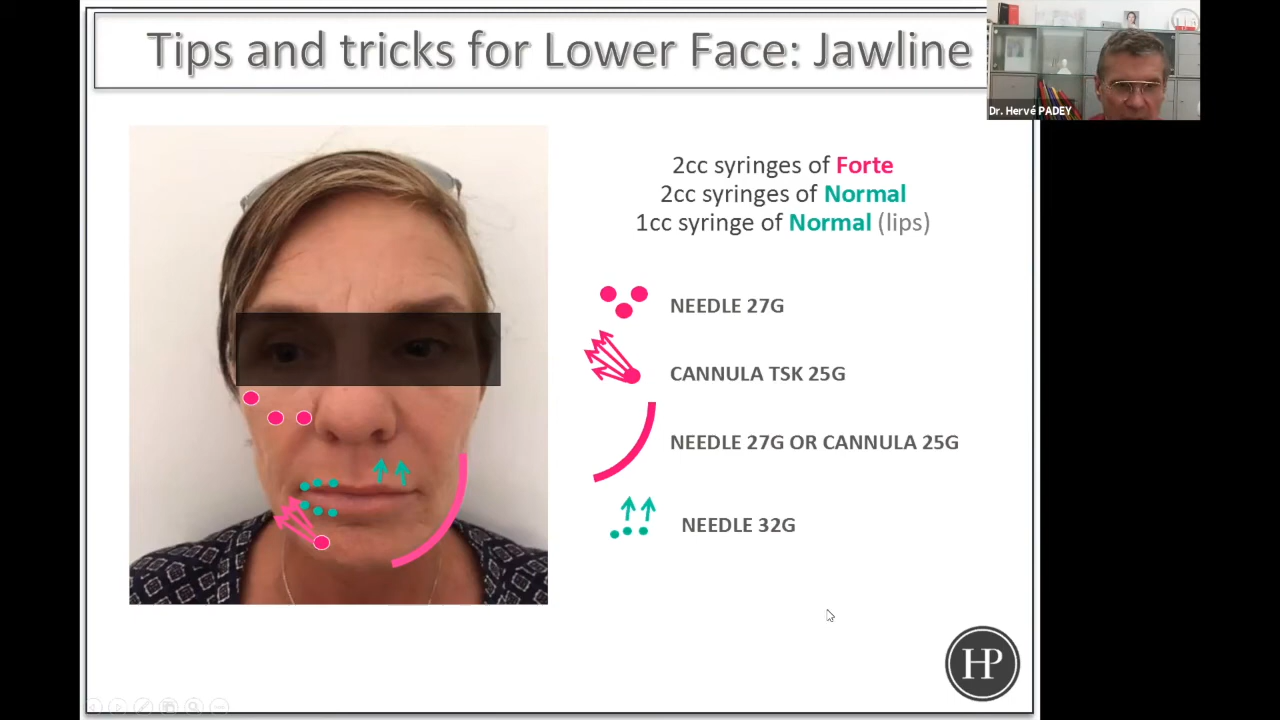 Tips and tricks for Lower Face: Jawline
Dr. Hervé PADEY
2cc syringes of Forte
2cc syringes of Normal
1cc syringe of Normal (lips)
NEEDLE 27G
CANNULA TSK 25G
NEEDLE 27G OR CANNULA 25G
NEEDLE 32G
HP